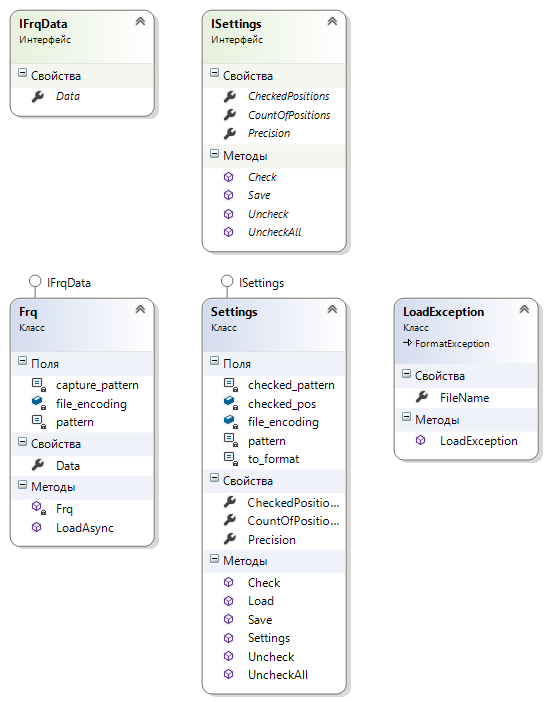 IFrqData
Интерфейс
Свойства
Data
ISettings
Интерфейс
Свойства
CheckedPositions
CountOfPositions
Precision
Методы
Check
Save
Uncheck
UncheckAll
IFrqData
Frq
Класс
Поля
capture_pattern
file_encoding
pattern
Свойства
Data
Методы
Frq
LoadAsync
ISettings
Settings
Класс
Поля
checked_pattern
checked_pos
file_encoding
pattern
to_format
Свойства
CheckedPositio...
CountOfPositio...
Precision
Методы
Check
Load
Save
Settings
Uncheck
UncheckAll
LoadException
Класс
FormatException
Свойства
FileName
Методы
LoadException